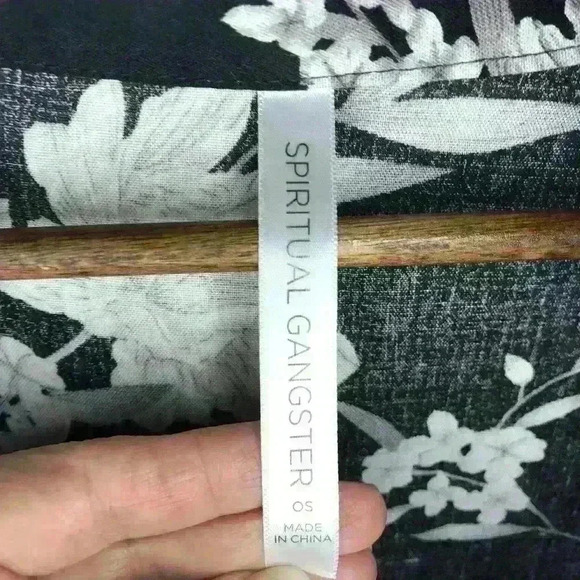 SPIRITUAL GANGSTER
OS
MADE
IN CHINA